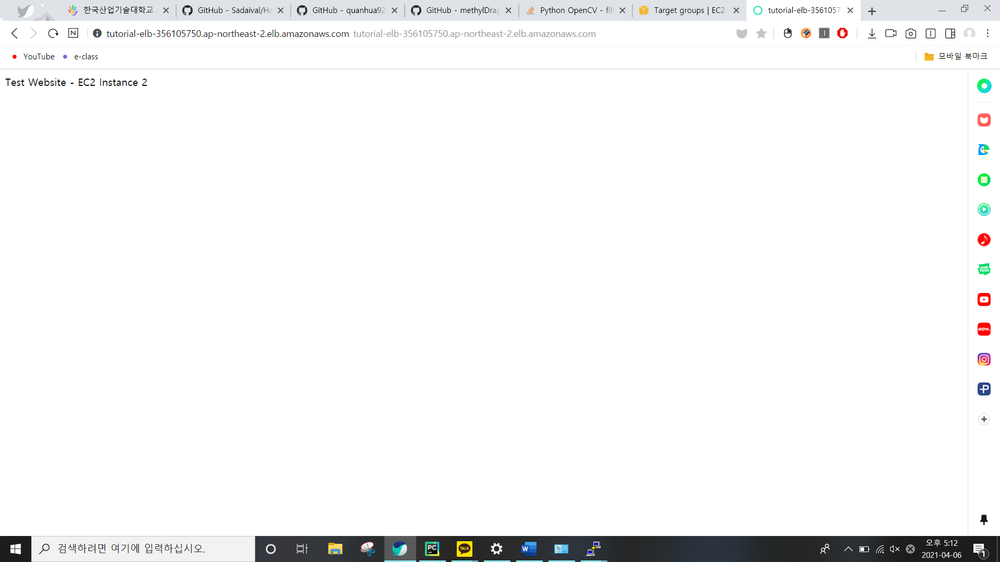 한국산업기술대학교
GitHub - Sadaival/Ha
GitHub - quanhua92
GitHub - methylDrag
Python OpenCV - filt
Target groups | EC2
tutorial-elb-35610575
N
tutorial-elb-356105750.ap-northeast-2.elb.amazonaws.com tutorial-elb-356105750.ap-northeast-2.elb.amazonaws.com
YouTube
e-class
모바일 북마크
Test Website - EC2 Instance 2
WEB
TOON
NOW.
검색하려면 여기에 입력하십시오.
PC
TALK
W
오후 5:12
2021-04-06
1